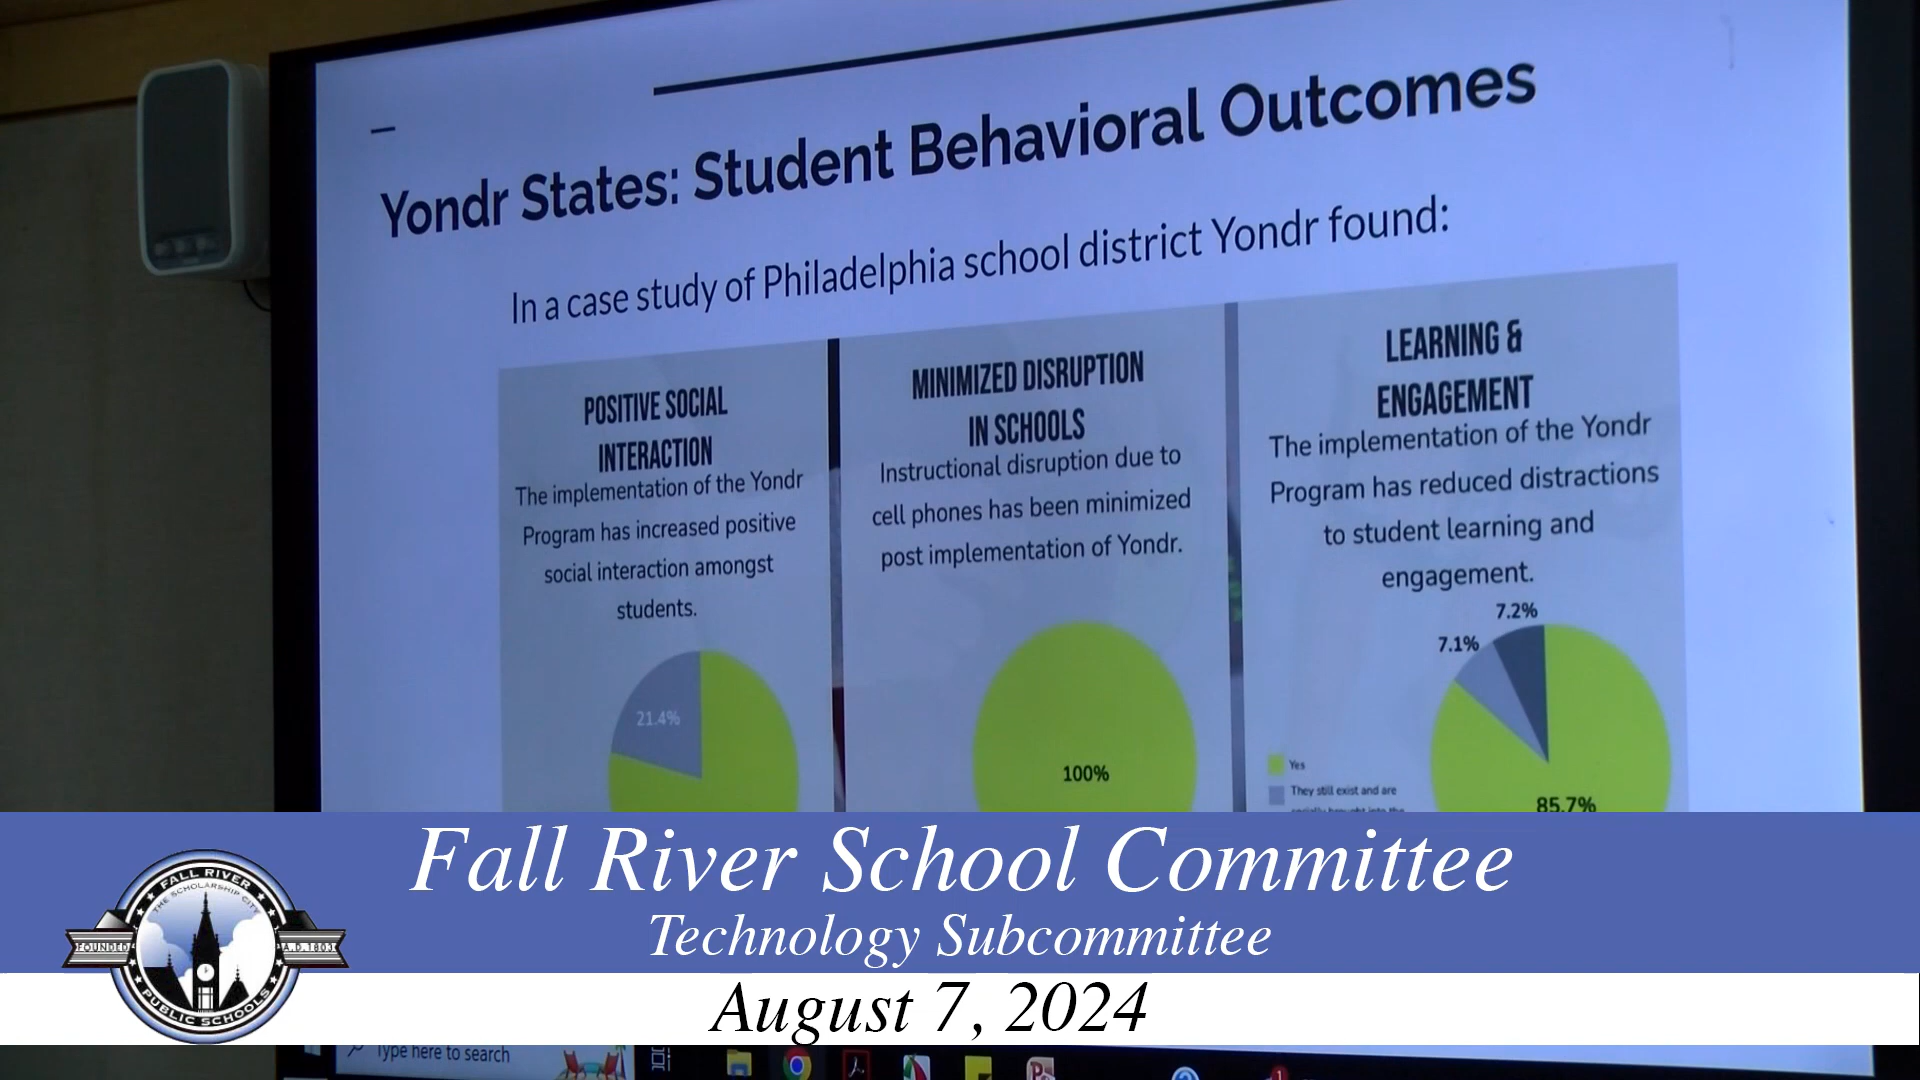 Yondr States: Student Behavioral Outcomes
In a case study of Philadelphia school district Yondr found:
POSITIVE SOCIAL
INTERACTION
The implementation of the Yondr
Program has increased positive
social interaction amongst
students.
21.4%
MINIMIZED DISRUPTION
IN SCHOOLS
Instructional disruption due to
cell phones has been minimized
post implementation of Yondr.
100%
LEARNING &
ENGAGEMENT
The implementation of the Yondr
Program has reduced distractions
to student learning and
engagement.
7.2%
7.1%
85.7%
Yes
They still exist and are
Fall River School Committee
Technology Subcommittee
August 7, 2024
FALL RIVER
THE SCHOLARSHIP CITY
FOUNDED
A.D. 1803
PUBLIC SCHOOLS
Type here to search